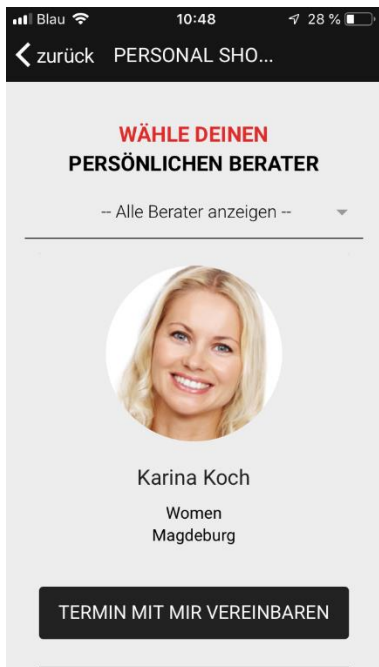 Blau 10:48 28 %
zurück PERSONAL SHO...
WÄHLE DEINEN
PERSÖNLICHEN BERATER
-- Alle Berater anzeigen --
Karina Koch
Women
Magdeburg
TERMIN MIT MIR VEREINBAREN